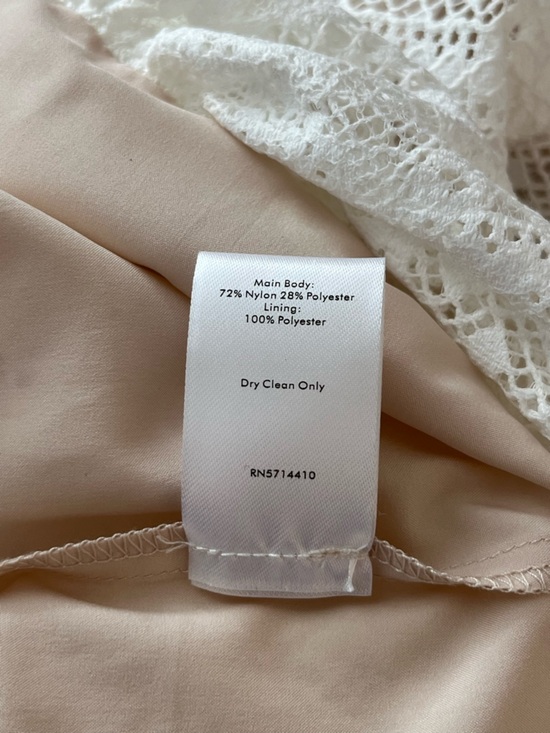 Main Body:
72% Nylon 28% Polyester
Lining:
100% Polyester
Dry Clean Only
RN5714410